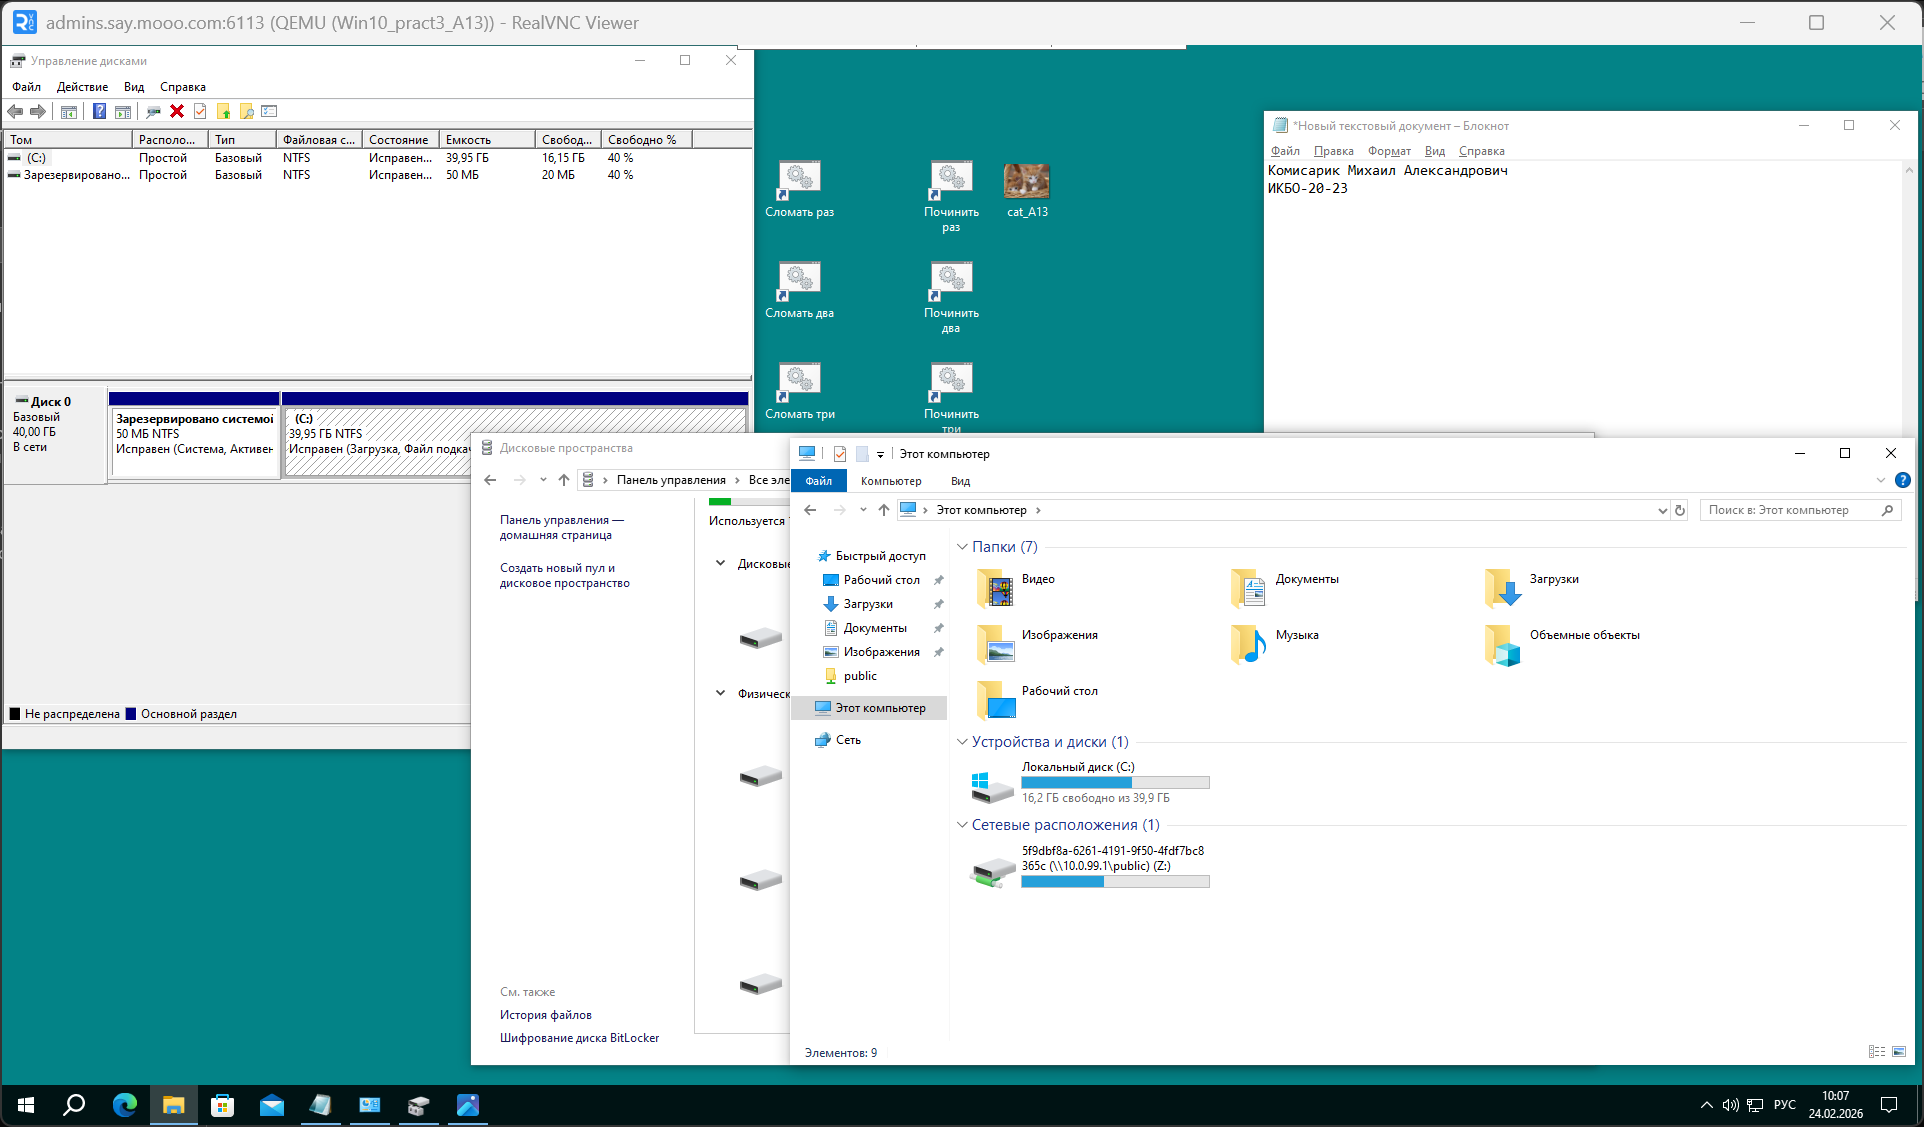 admins.say.mooo.com:6113 (QEMU (Win10_pract3_A13)) - RealVNC Viewer
Управление дисками
Файл Действие Вид Справка
Том Располо... Тип Файловая с... Состояние Емкость Свобод... Свободно %
(C:) Простой Базовый NTFS Исправен... 39,95 ГБ 16,15 ГБ 40 %
Зарезервировано... Простой Базовый NTFS Исправен... 50 МБ 20 МБ 40 %
Диск 0
Базовый
40,00 ГБ
В сети
Зарезервировано системой
50 МБ NTFS
Исправен (Система, Активен
(C:)
39,95 ГБ NTFS
Исправен (Загрузка, Файл подкач
Не распределена Основной раздел
Сломать раз
Починить
раз
cat_A13
Сломать два
Починить
два
Сломать три
Починить
три
*Новый текстовый документ – Блокнот
Файл Правка Формат Вид Справка
Комисарик Михаил Александрович
ИКБО-20-23
Дисковые пространства
Панель управления Все эле
Панель управления —
домашняя страница
Создать новый пул и
дисковое пространство
Используется
Дисковые
Физическ
См. также
История файлов
Шифрование диска BitLocker
Этот компьютер
Файл Компьютер Вид
Этот компьютер
Поиск в: Этот компьютер
Быстрый доступ
Рабочий стол
Загрузки
Документы
Изображения
public
Этот компьютер
Сеть
Папки (7)
Видео
Документы
Загрузки
Изображения
Музыка
Объемные объекты
Рабочий стол
Устройства и диски (1)
Локальный диск (C:)
16,2 ГБ свободно из 39,9 ГБ
Сетевые расположения (1)
5f9dbf8a-6261-4191-9f50-4fdf7bc8
365c (\\10.0.99.1\public) (Z:)
Элементов: 9
РУС
10:07
24.02.2026